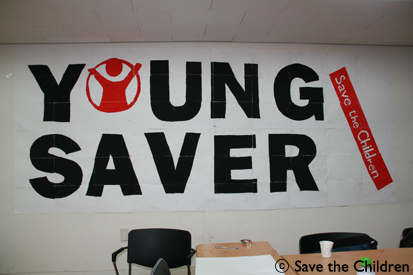 YOUNG
SAVER
Save the Children
© Save the Children